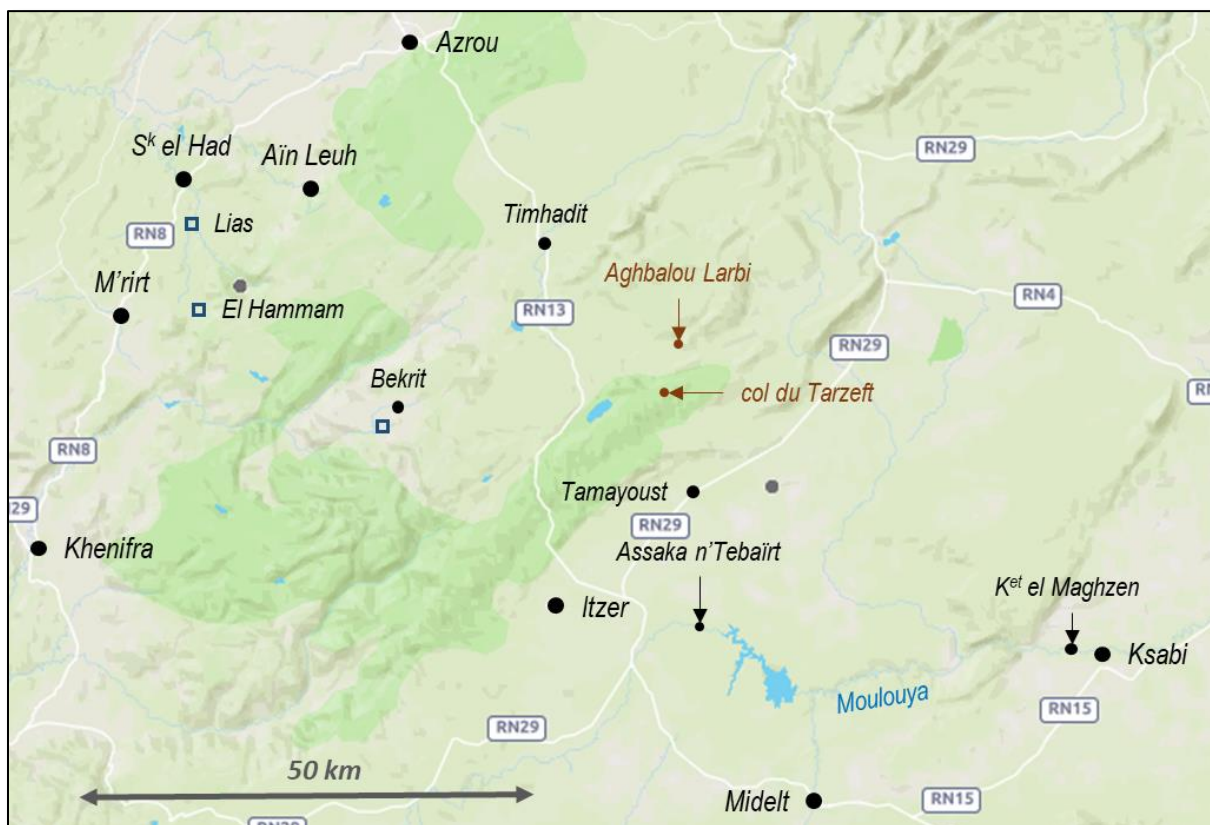 Azrou
Sᵏ el Had
Aïn Leuh
RN29
Lias
Timhadit
RN8
Aghbalou Larbi
M'rirt
El Hammam
RN13
RN4
RN29
Bekrit
col du Tarzeft
RN8
Tamayoust
29
RN29
Khenifra
Assaka n'Tebaïrt
Kᵉᵗ el Maghzen
Itzer
Ksabi
Moulouya
RN15
RN29
50 km
Midelt
RN15